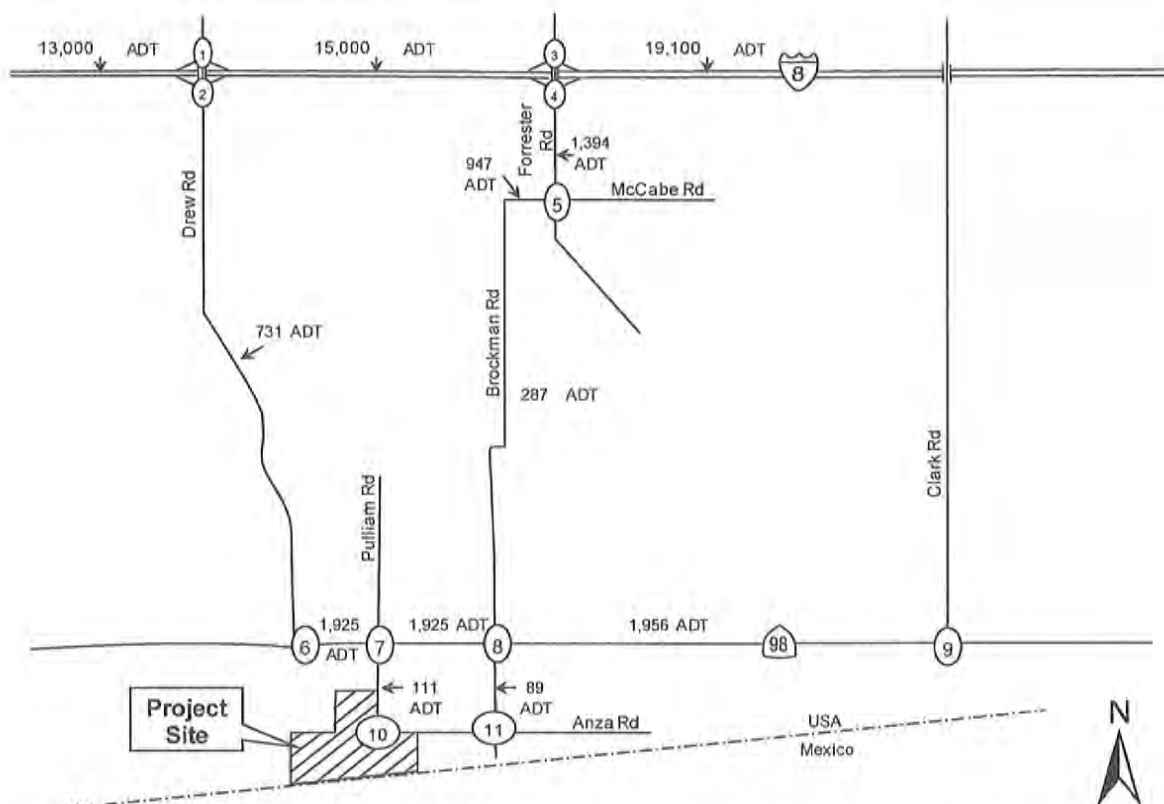 13,000 ADT
15,000 ADT
19,100 ADT
1
3
8
2
4
Forrester
Rd
1,394
ADT
947
ADT
McCabe Rd
5
Drew Rd
731 ADT
Brockman Rd
287 ADT
Clark Rd
Pulliam Rd
1,925
ADT
1,925 ADT
1,956 ADT
6
7
8
98
9
111
ADT
89
ADT
Project
Site
10
11
Anza Rd
USA
Mexico
N